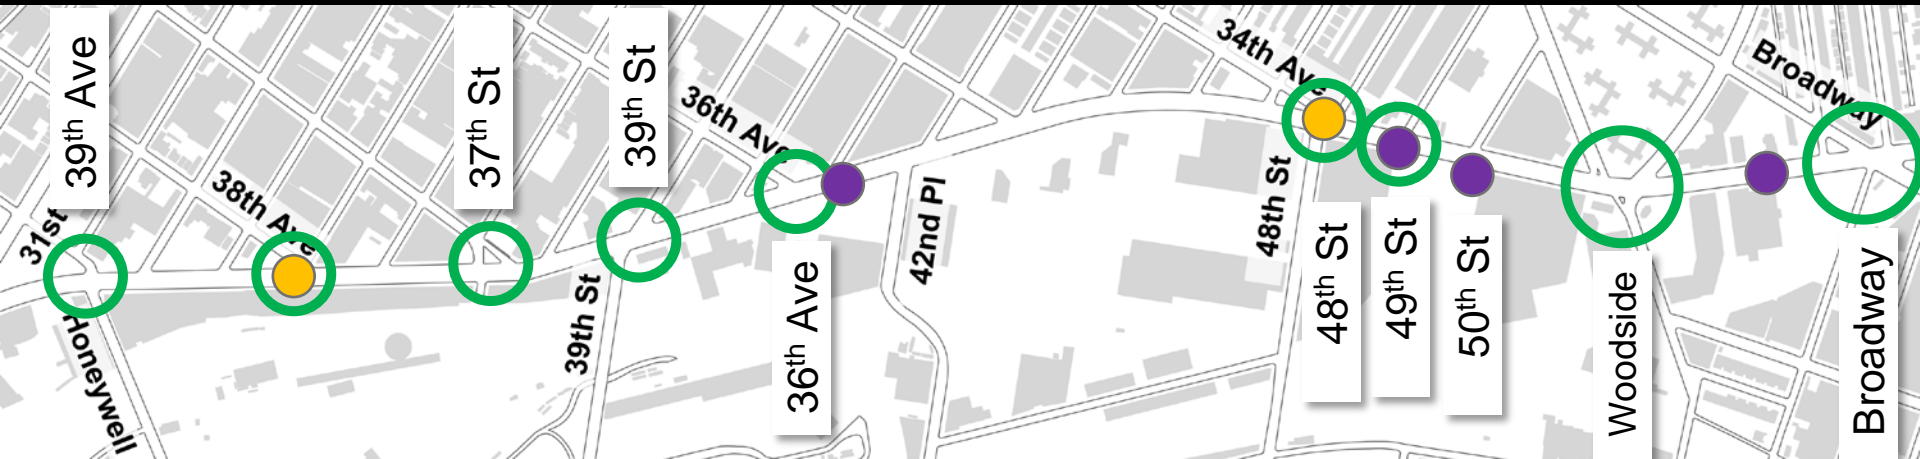 39th Ave
31st
38th Ave
Honeywell
37th St
39th St
39th St
36th Ave
36th Ave
42nd Pl
34th Ave
48th St
48th St
49th St
50th St
Woodside
Broadway
Broadway